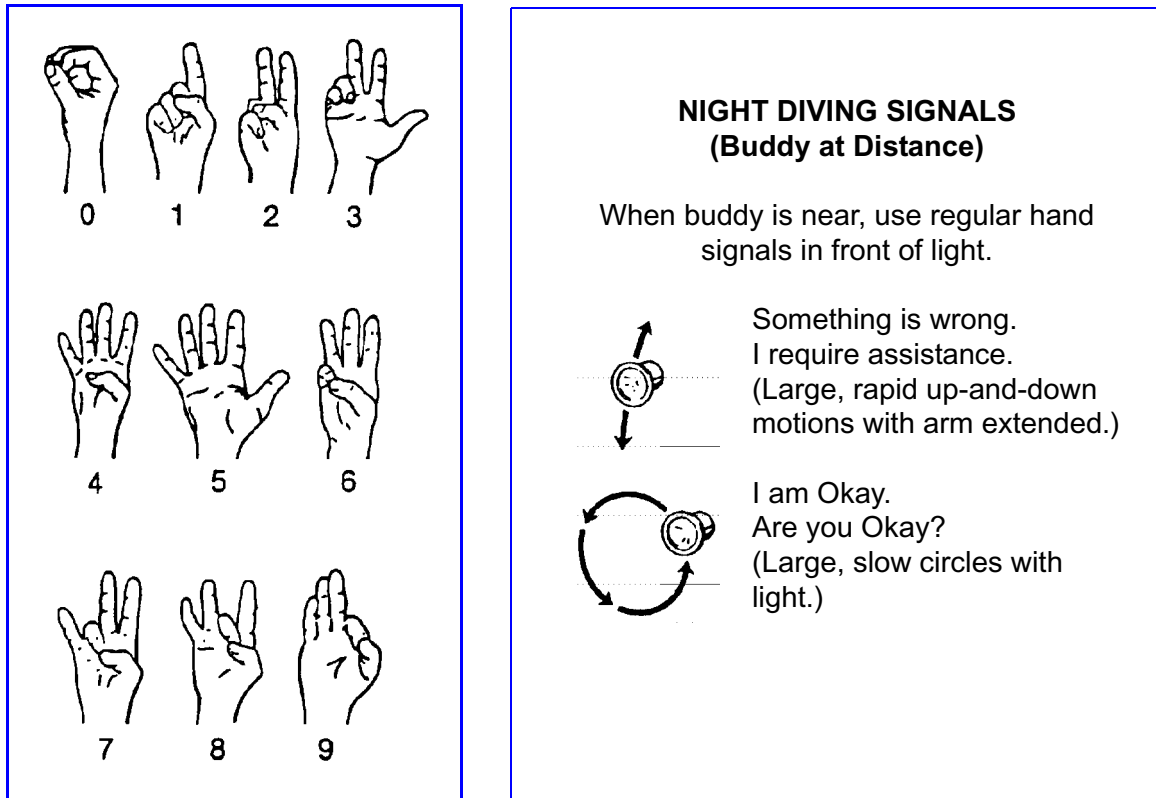 0 1 2 3
4 5 6
7 8 9
NIGHT DIVING SIGNALS
(Buddy at Distance)
When buddy is near, use regular hand
signals in front of light.
Something is wrong.
I require assistance.
(Large, rapid up-and-down
motions with arm extended.)
I am Okay.
Are you Okay?
(Large, slow circles with
light.)